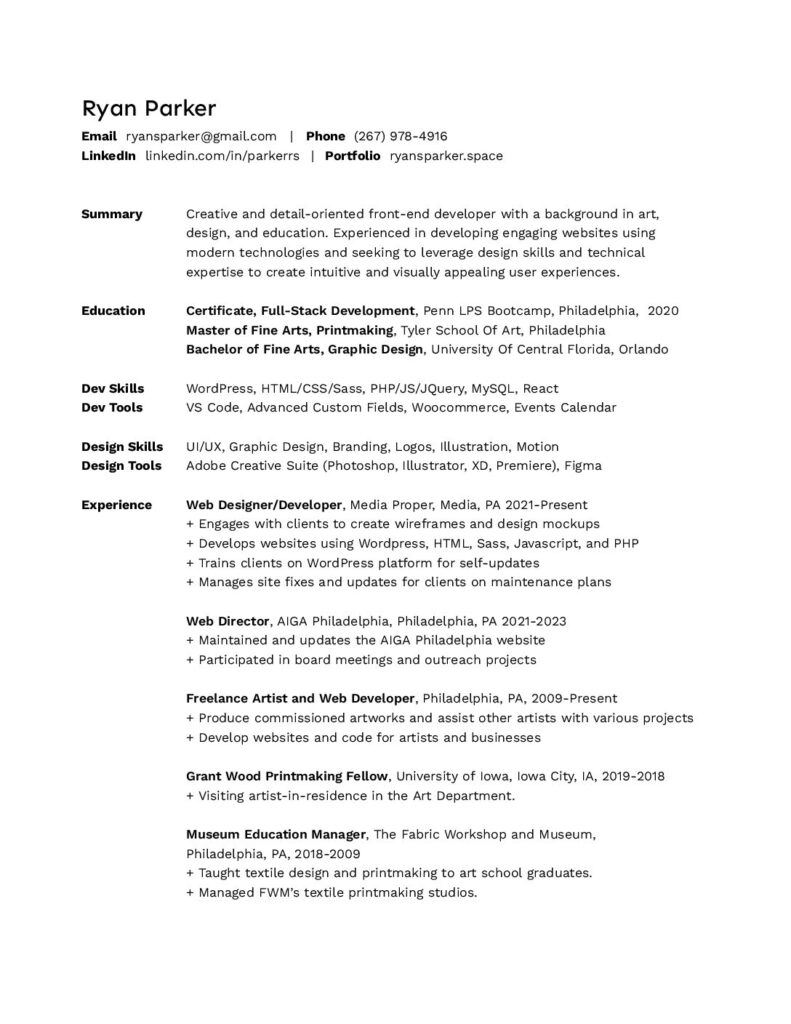 Ryan Parker
Email ryansparker@gmail.com | Phone (267) 978-4916
LinkedIn linkedin.com/in/parkerrs | Portfolio ryansparker.space
Summary Creative and detail-oriented front-end developer with a background in art,
design, and education. Experienced in developing engaging websites using
modern technologies and seeking to leverage design skills and technical
expertise to create intuitive and visually appealing user experiences.
Education Certificate, Full-Stack Development, Penn LPS Bootcamp, Philadelphia, 2020
Master of Fine Arts, Printmaking, Tyler School Of Art, Philadelphia
Bachelor of Fine Arts, Graphic Design, University Of Central Florida, Orlando
Dev Skills WordPress, HTML/CSS/Sass, PHP/JS/JQuery, MySQL, React
Dev Tools VS Code, Advanced Custom Fields, Woocommerce, Events Calendar
Design Skills UI/UX, Graphic Design, Branding, Logos, Illustration, Motion
Design Tools Adobe Creative Suite (Photoshop, Illustrator, XD, Premiere), Figma
Experience Web Designer/Developer, Media Proper, Media, PA 2021-Present
+ Engages with clients to create wireframes and design mockups
+ Develops websites using Wordpress, HTML, Sass, Javascript, and PHP
+ Trains clients on WordPress platform for self-updates
+ Manages site fixes and updates for clients on maintenance plans
Web Director, AIGA Philadelphia, Philadelphia, PA 2021-2023
+ Maintained and updates the AIGA Philadelphia website
+ Participated in board meetings and outreach projects
Freelance Artist and Web Developer, Philadelphia, PA, 2009-Present
+ Produce commissioned artworks and assist other artists with various projects
+ Develop websites and code for artists and businesses
Grant Wood Printmaking Fellow, University of Iowa, Iowa City, IA, 2019-2018
+ Visiting artist-in-residence in the Art Department.
Museum Education Manager, The Fabric Workshop and Museum,
Philadelphia, PA, 2018-2009
+ Taught textile design and printmaking to art school graduates.
+ Managed FWM's textile printmaking studios.